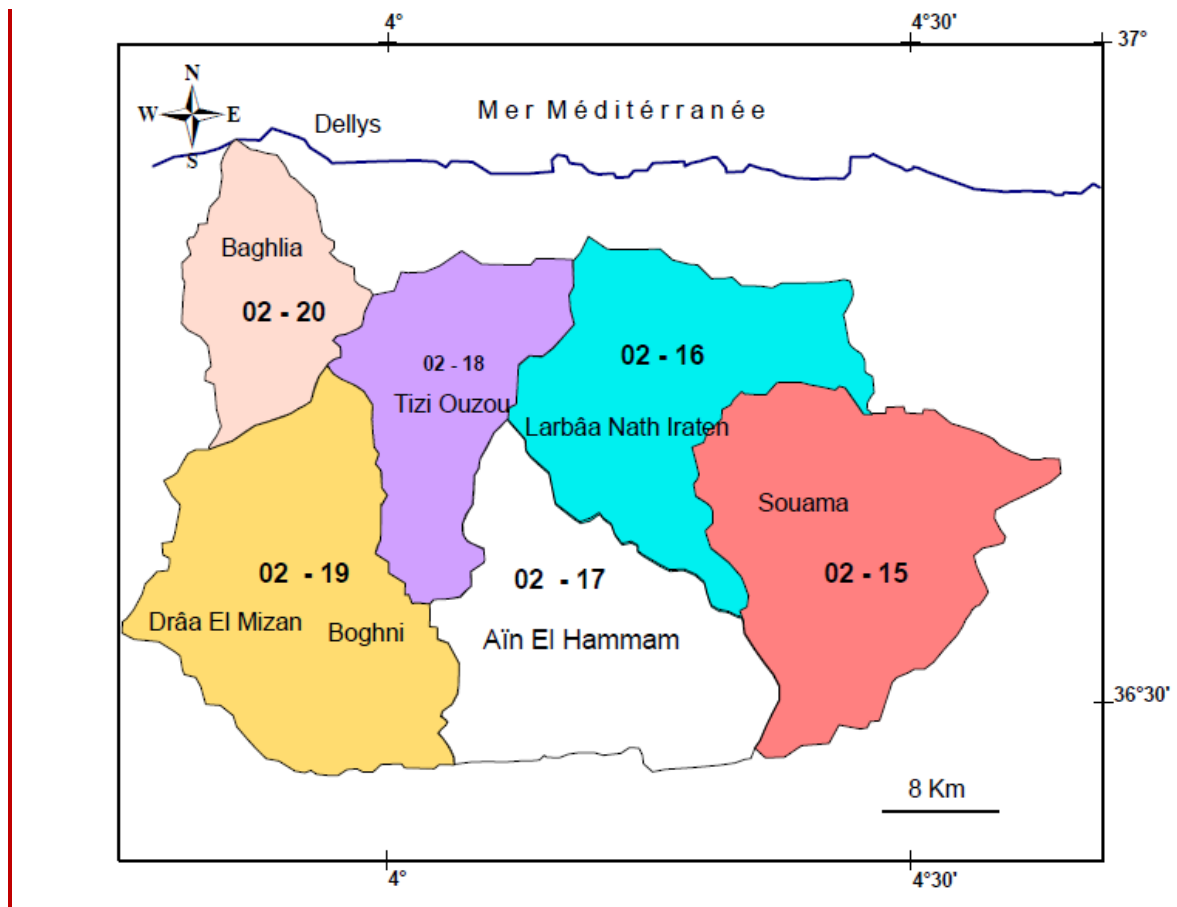 4°
4°30'
37°
N
W E
S
Mer Méditérranée
Dellys
Baghlia
02 - 20
02 - 18
Tizi Ouzou
02 - 16
Larbâa Nath Iraten
Souama
02 - 15
02 - 19
02 - 17
Drâa El Mizan
Boghni
Aïn El Hammam
36°30'
8 Km
4°
4°30'